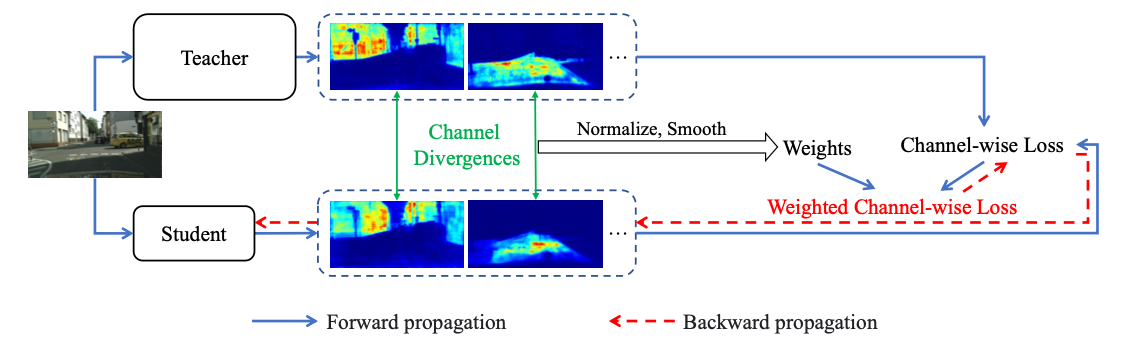 Teacher
...
Channel
Divergences
Normalize, Smooth
Weights
Channel-wise Loss
Weighted Channel-wise Loss
Student
...
Forward propagation
Backward propagation